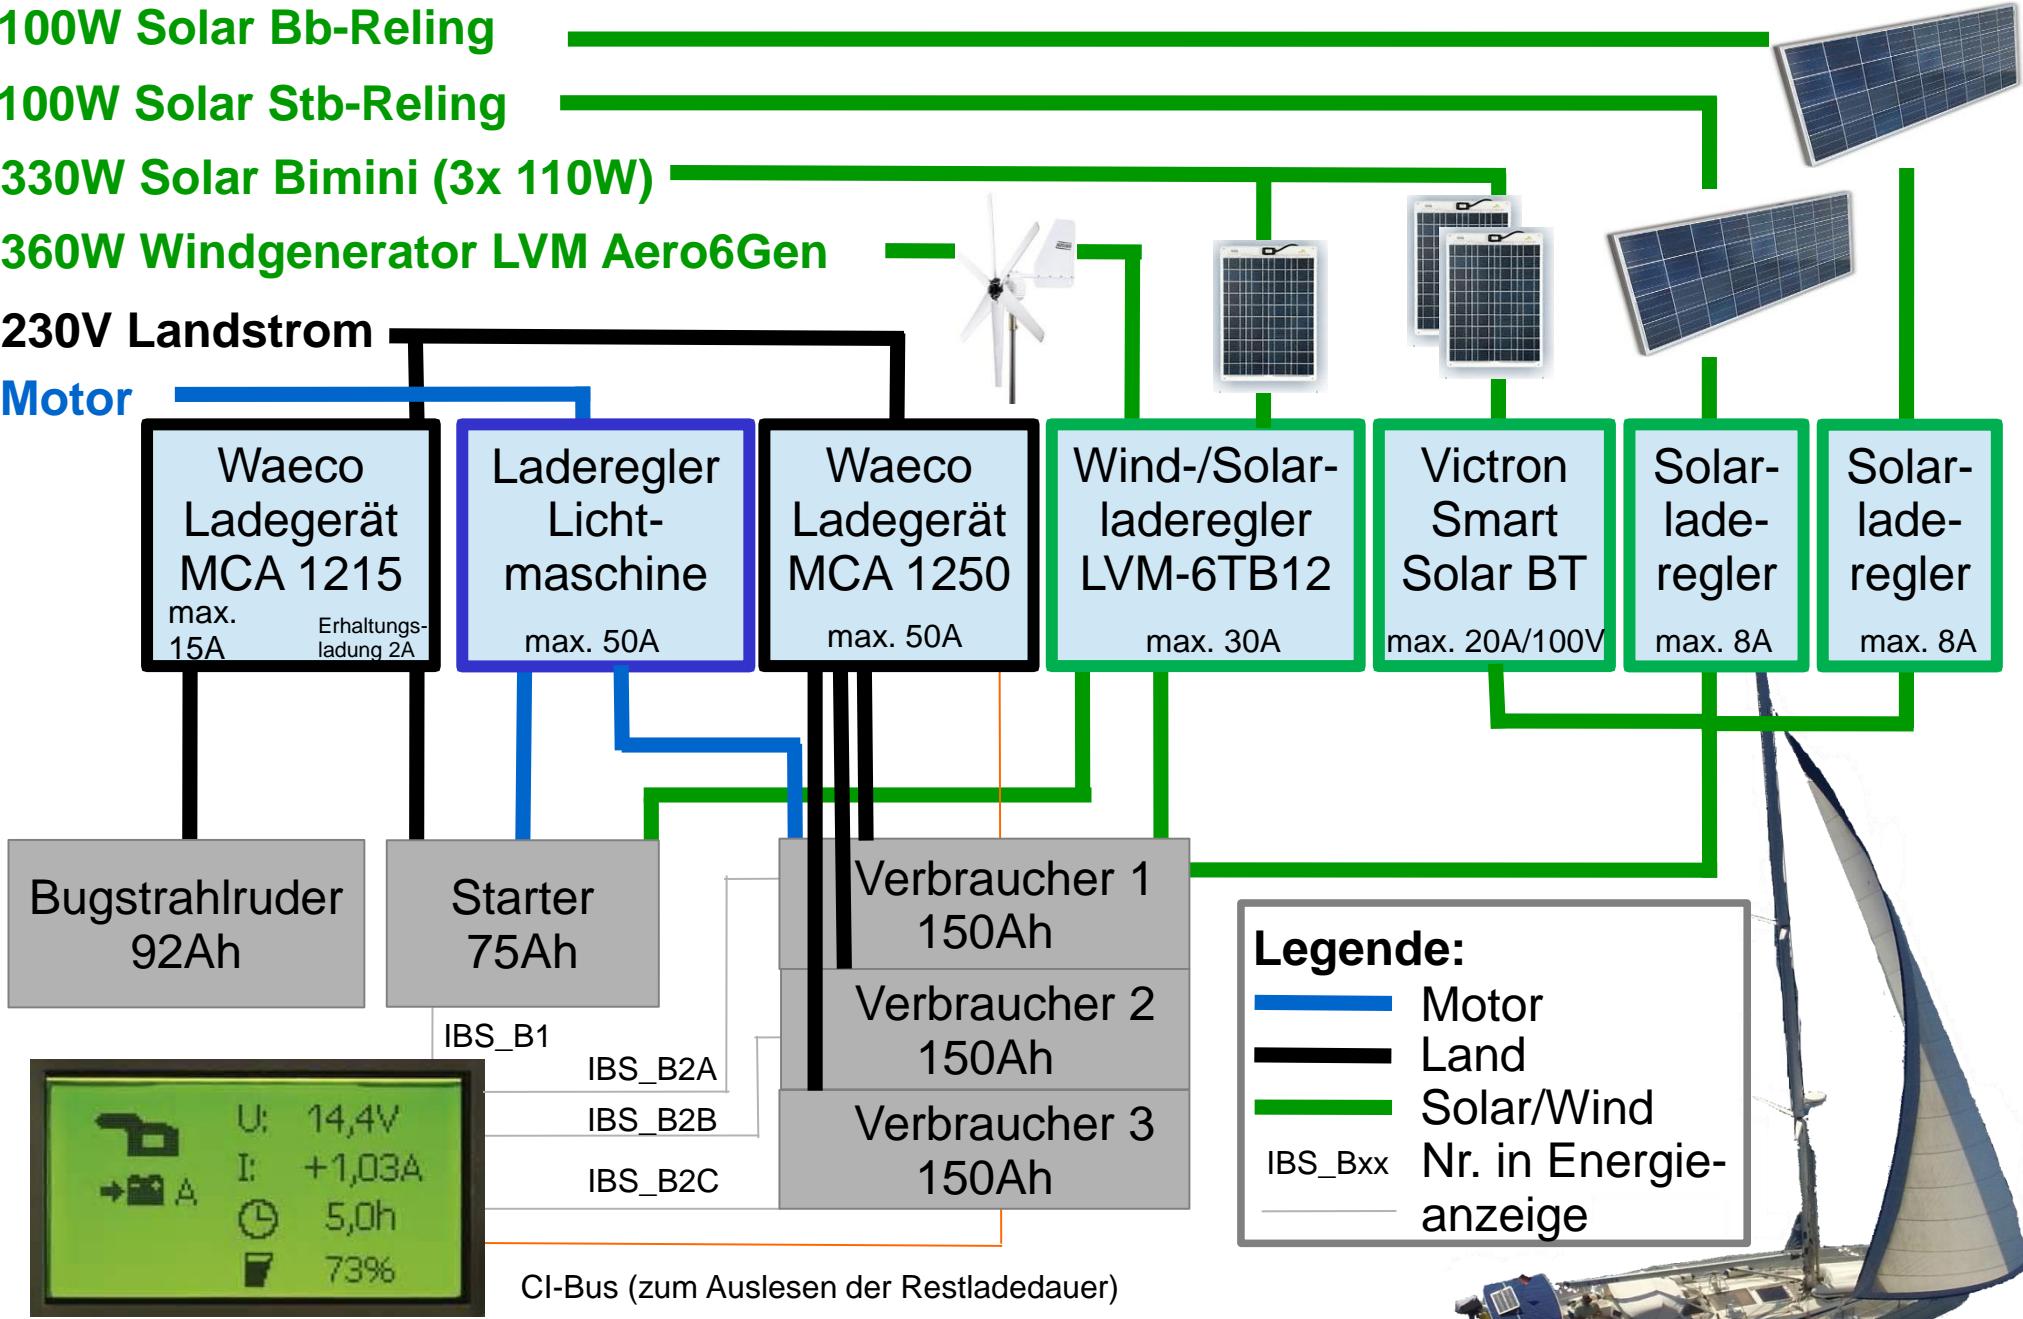 100W Solar Bb-Reling
100W Solar Stb-Reling
330W Solar Bimini (3x 110W)
360W Windgenerator LVM Aero6Gen
230V Landstrom
Motor
Waeco
Ladegerät
MCA 1215
max.
15A
Erhaltungs-
ladung 2A
Laderegler
Licht-
maschine
max. 50A
Waeco
Ladegerät
MCA 1250
max. 50A
Wind-/Solar-
laderegler
LVM-6TB12
max. 30A
Victron
Smart
Solar BT
max. 20A/100V
Solar-
lade-
regler
max. 8A
Solar-
lade-
regler
max. 8A
Bugstrahlruder
92Ah
Starter
75Ah
Verbraucher 1
150Ah
Verbraucher 2
150Ah
Verbraucher 3
150Ah
IBS_B1
IBS_B2A
IBS_B2B
IBS_B2C
U: 14,4V
I: +1,03A
A
5,0h
73%
CI-Bus (zum Auslesen der Restladedauer)
Legende:
Motor
Land
Solar/Wind
IBS_Bxx Nr. in Energie-
anzeige